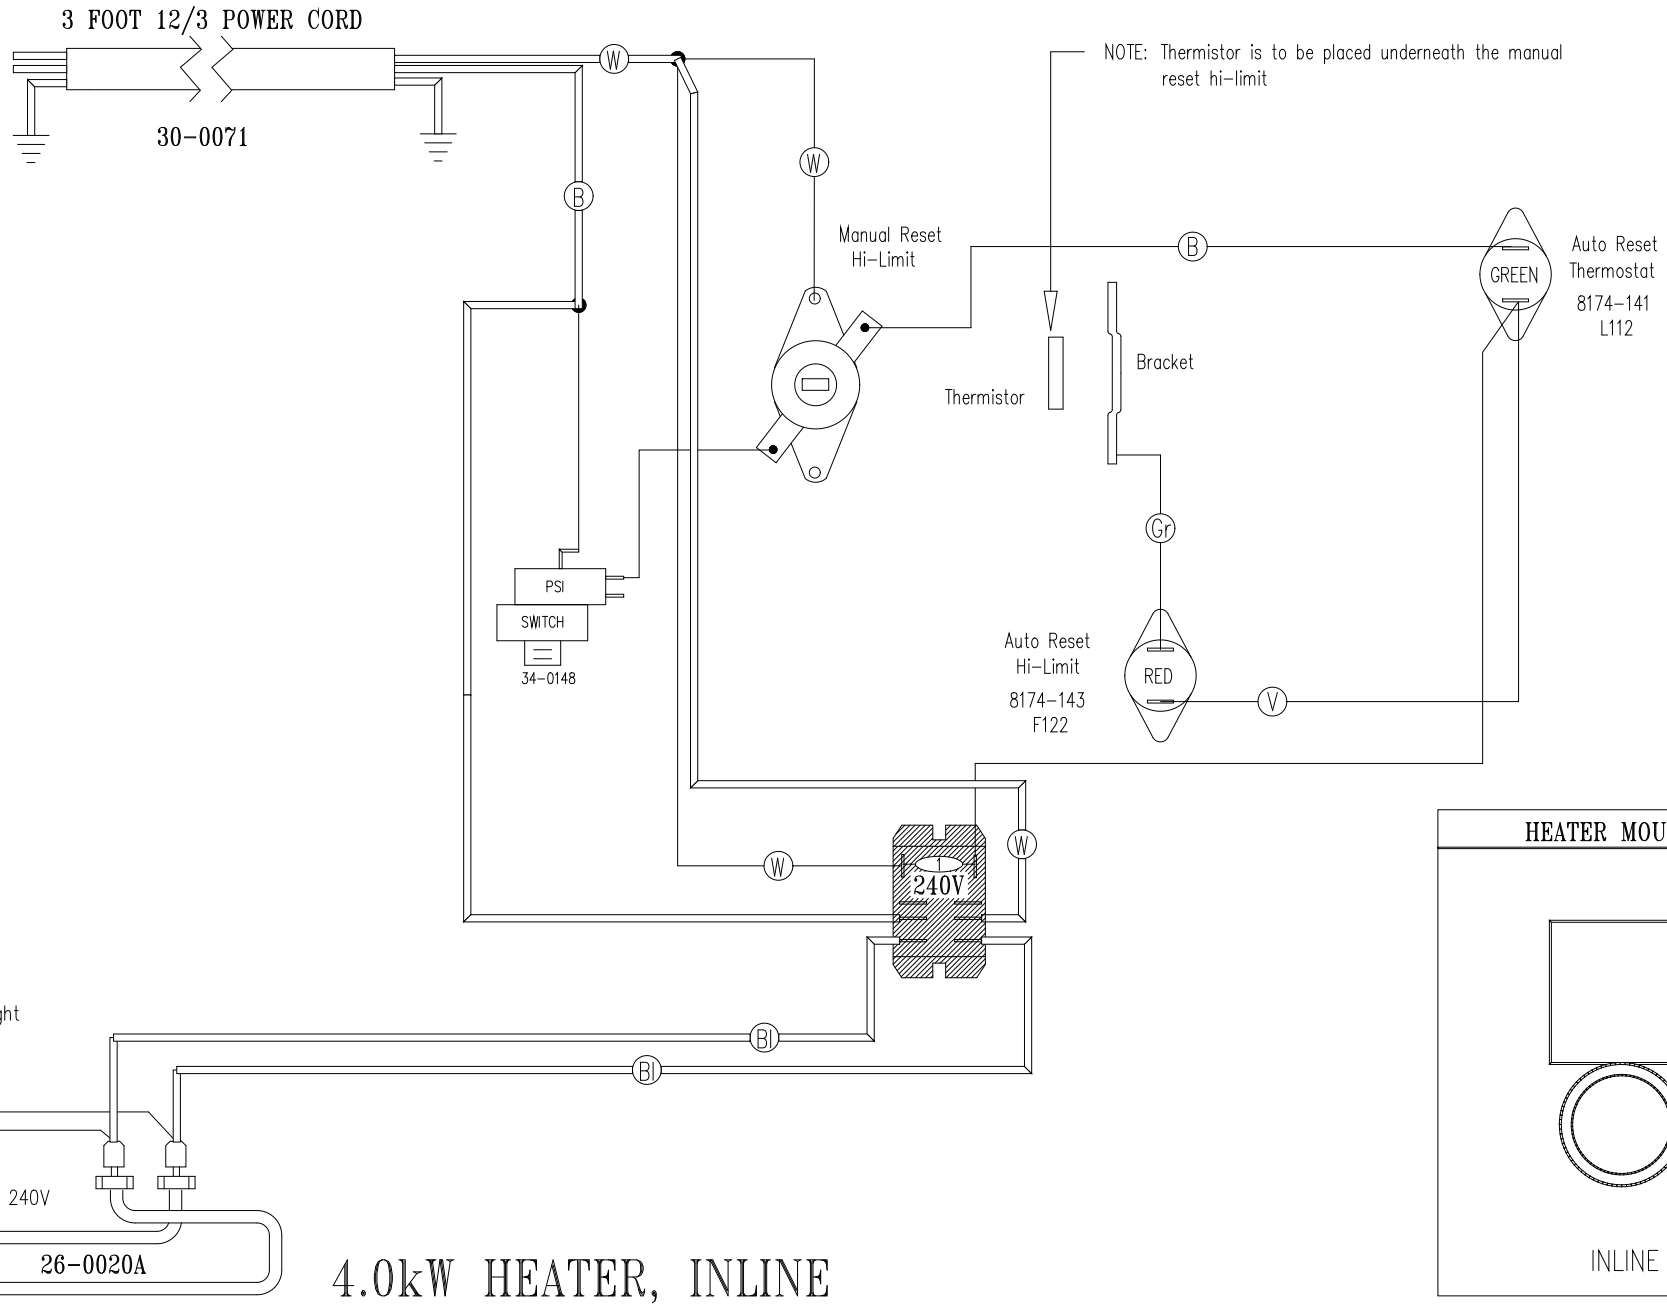 3 FOOT 12/3 POWER CORD
30-0071
W
B
W
NOTE: Thermistor is to be placed underneath the manual
reset hi-limit
Manual Reset
Hi-Limit
B
GREEN
Auto Reset
Thermostat
8174-141
L112
Thermistor
Bracket
Gr
PSI
SWITCH
34-0148
Auto Reset
Hi-Limit
8174-143
F122
RED
V
W
W
1
240V
HEATER MOU
ght
Bl
Bl
240V
26-0020A
4.0kW HEATER, INLINE
INLINE